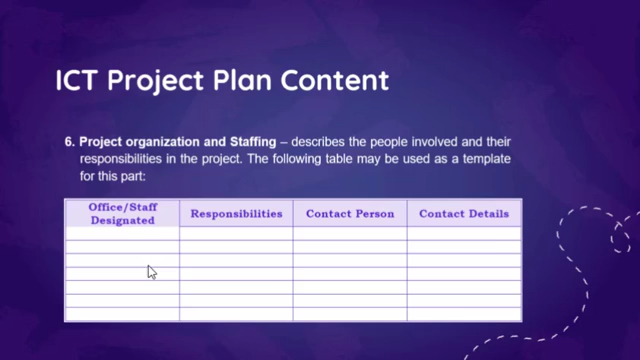 ICT Project Plan Content
6. Project organization and Staffing – describes the people involved and their
responsibilities in the project. The following table may be used as a template
for this part:
Office/Staff
Designated
Responsibilities
Contact Person
Contact Details